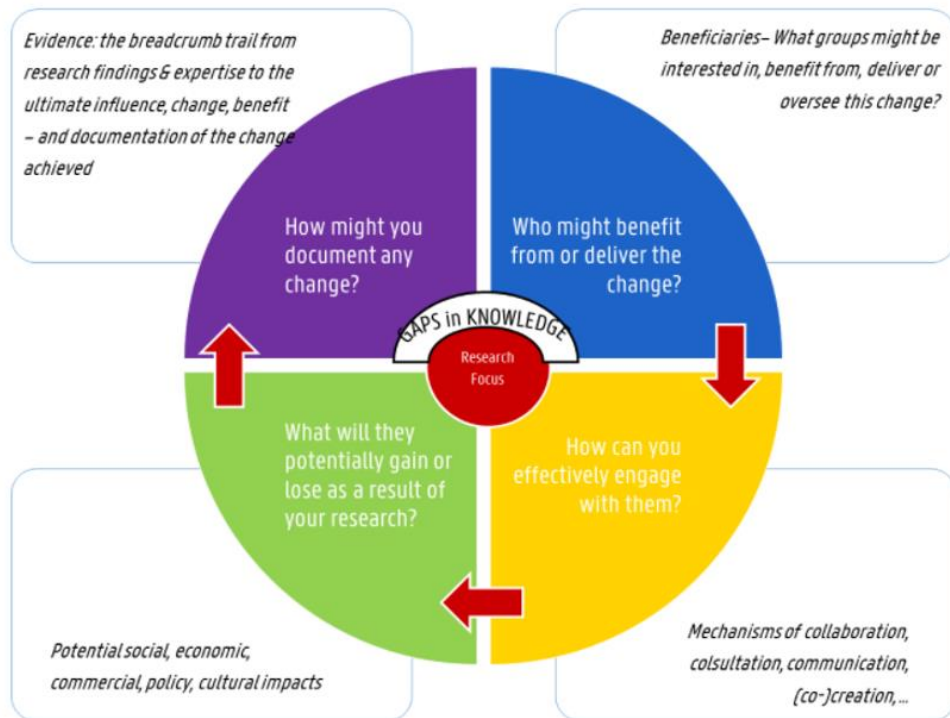 Evidence: the breadcrumb trail from
research findings & expertise to the
ultimate influence, change, benefit
– and documentation of the change
achieved
Beneficiaries– What groups might be
interested in, benefit from, deliver or
oversee this change?
How might you
document any
change?
Who might benefit
from or deliver the
change?
GAPS in KNOWLEDGE
Research
Focus
What will they
potentially gain or
lose as a result of
your research?
How can you
effectively engage
with them?
Potential social, economic,
commercial, policy, cultural impacts
Mechanisms of collaboration,
colsultation, communication,
(co-)creation, ...